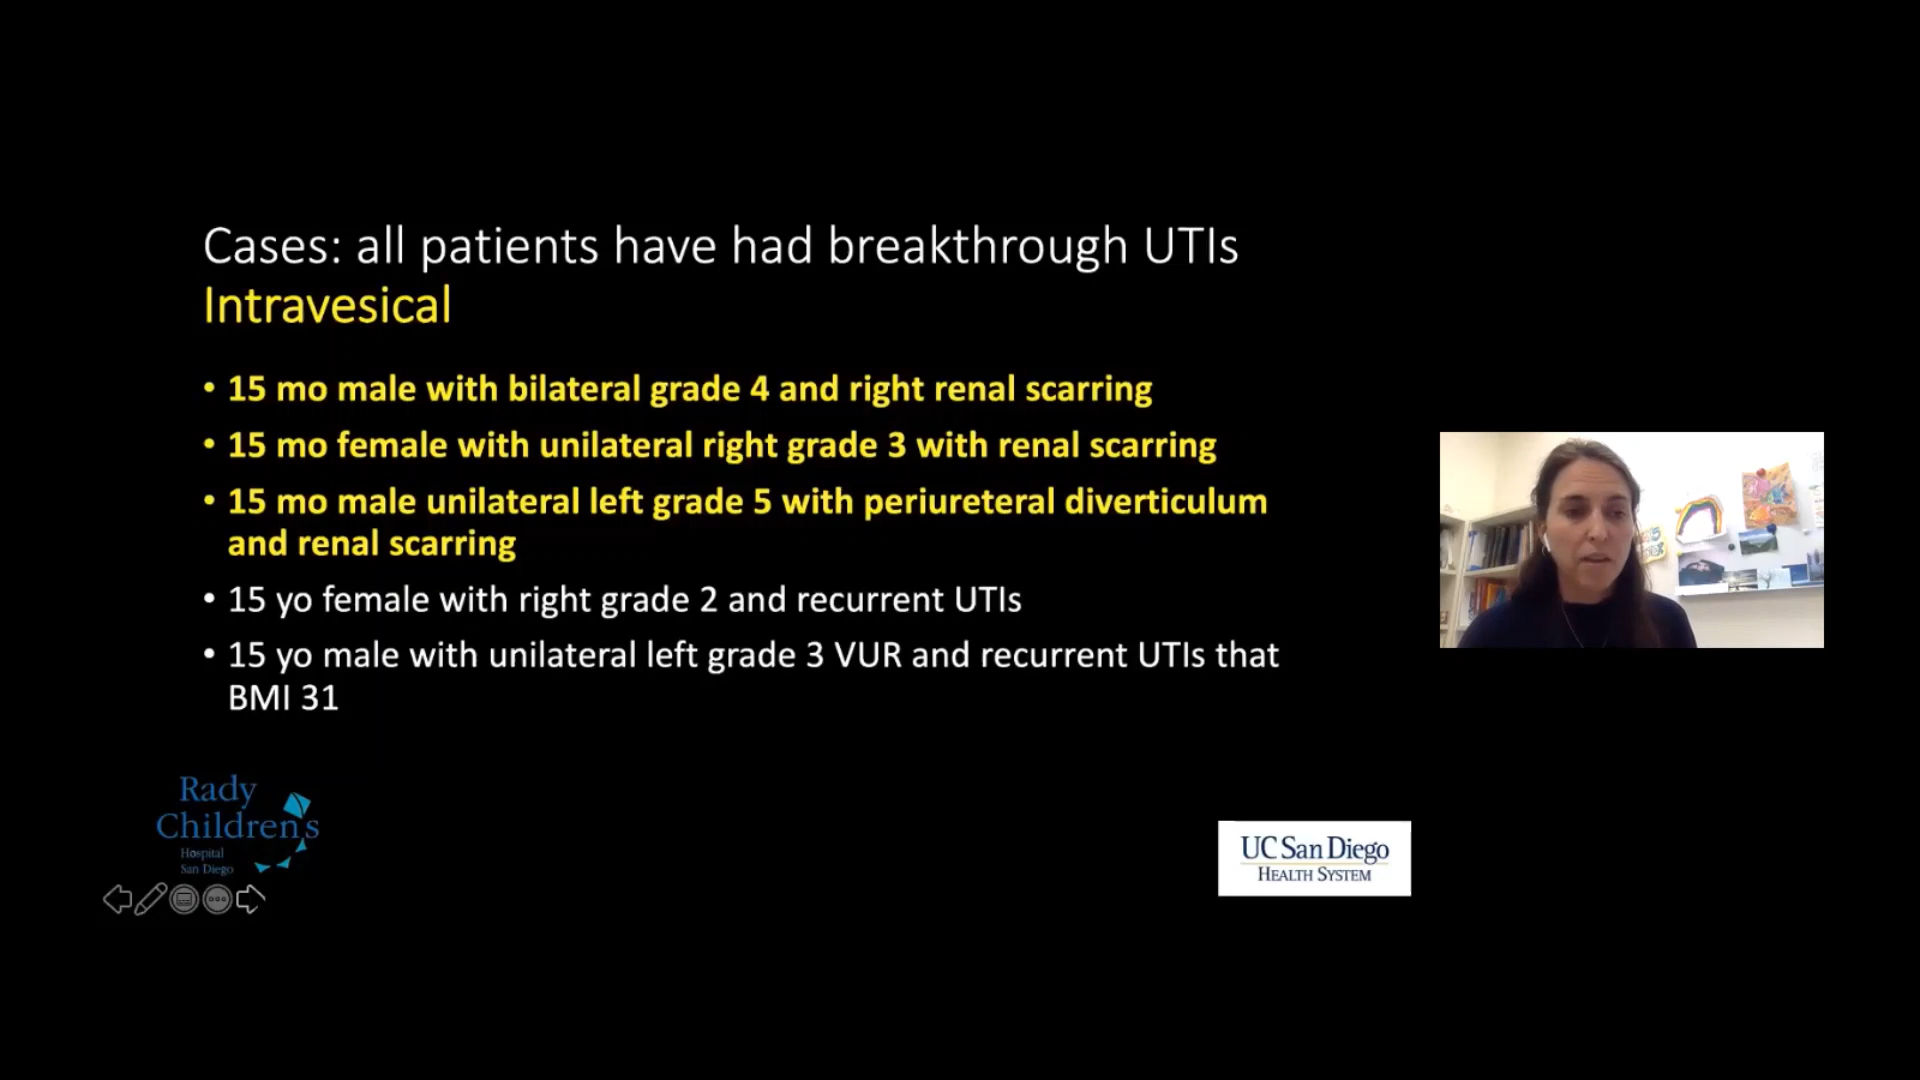 Cases: all patients have had breakthrough UTIs
Intravesical
• 15 mo male with bilateral grade 4 and right renal scarring
• 15 mo female with unilateral right grade 3 with renal scarring
• 15 mo male unilateral left grade 5 with periureteral diverticulum
and renal scarring
• 15 yo female with right grade 2 and recurrent UTIs
• 15 yo male with unilateral left grade 3 VUR and recurrent UTIs that
BMI 31
Rady
Children's
Hospital
San Diego
UC San Diego
HEALTH SYSTEM